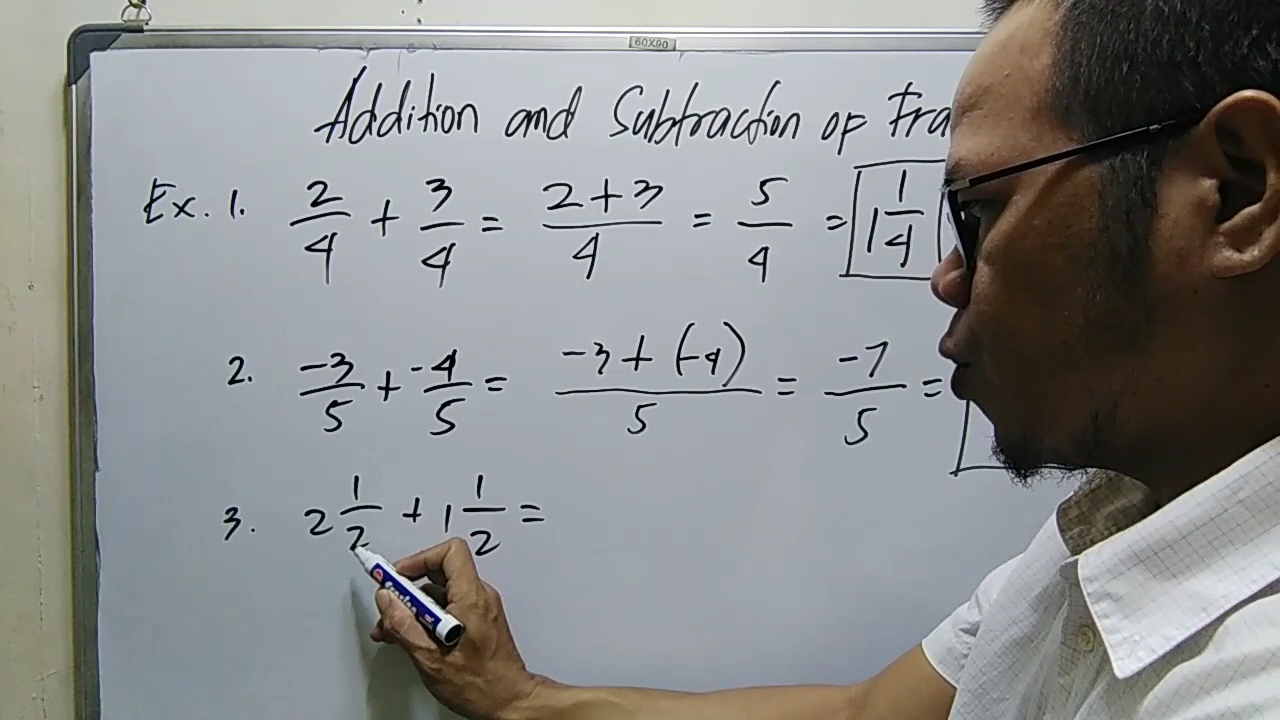 60X90
Addition and Subtraction of Fra
Ex. 1. 2/4 + 3/4 = 2+3/4 = 5/4 = 1 1/4
2. -3/5 + -4/5 = -3+(-4)/5 = -7/5 =
3. 2 1/2 + 1 1/2 =